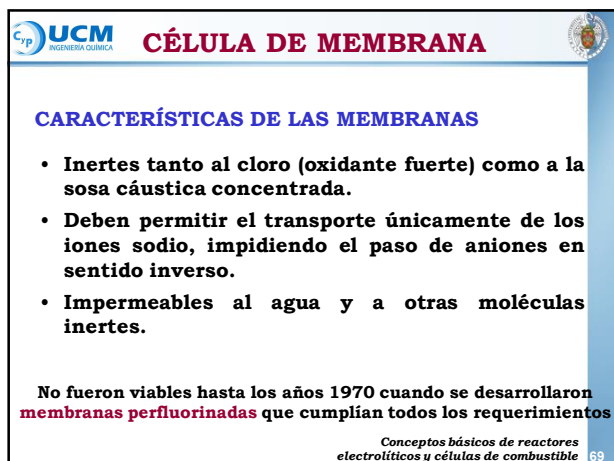 CyP UCM
INGENIERÍA QUÍMICA
CÉLULA DE MEMBRANA
CARACTERÍSTICAS DE LAS MEMBRANAS
• Inertes tanto al cloro (oxidante fuerte) como a la
sosa cáustica concentrada.
• Deben permitir el transporte únicamente de los
iones sodio, impidiendo el paso de aniones en
sentido inverso.
• Impermeables al agua y a otras moléculas
inertes.
No fueron viables hasta los años 1970 cuando se desarrollaron
membranas perfluorinadas que cumplían todos los requerimientos
Conceptos básicos de reactores
electrolíticos y células de combustible 69